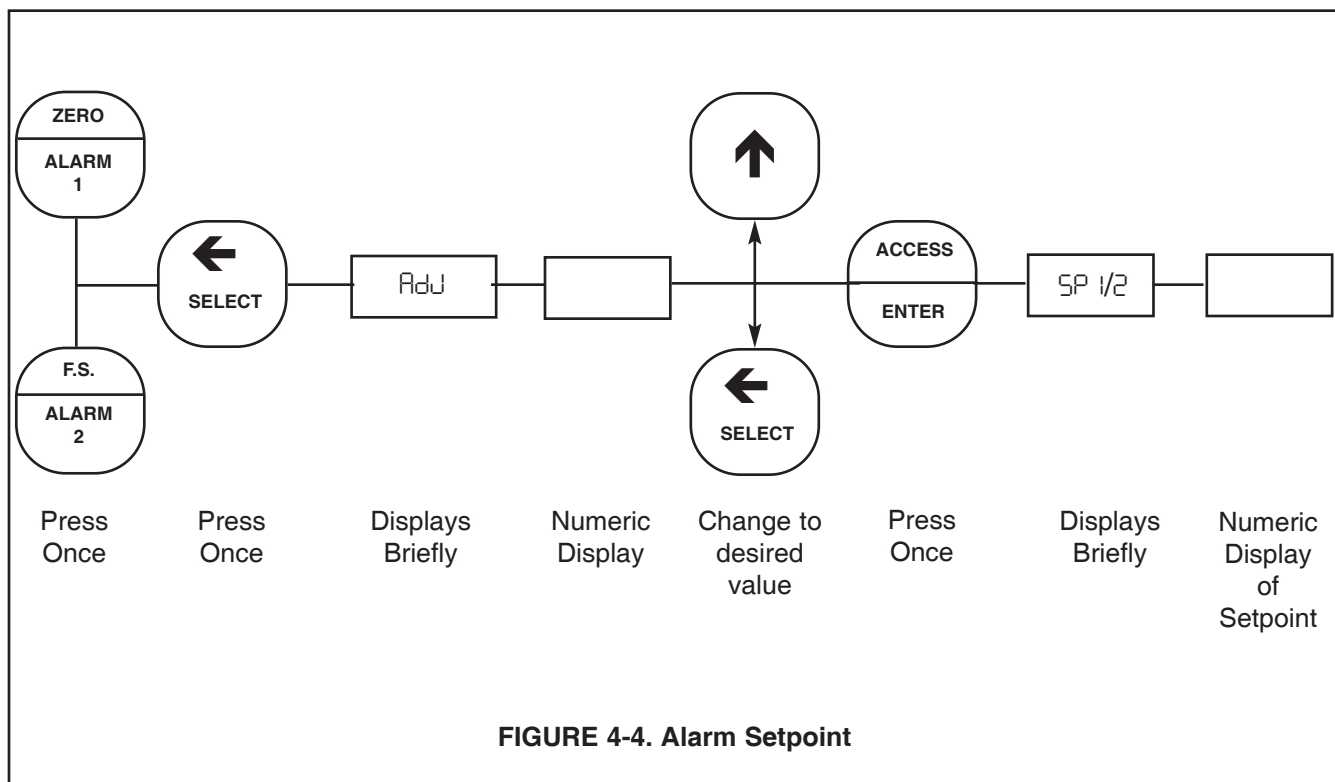 ZERO
ALARM
1
SELECT
AdJ
F.S.
ALARM
2
SELECT
ACCESS
ENTER
SP 1/2
Press
Once
Press
Once
Displays
Briefly
Numeric
Display
Change to
desired
value
Press
Once
Displays
Briefly
Numeric
Display
of
Setpoint
FIGURE 4-4. Alarm Setpoint